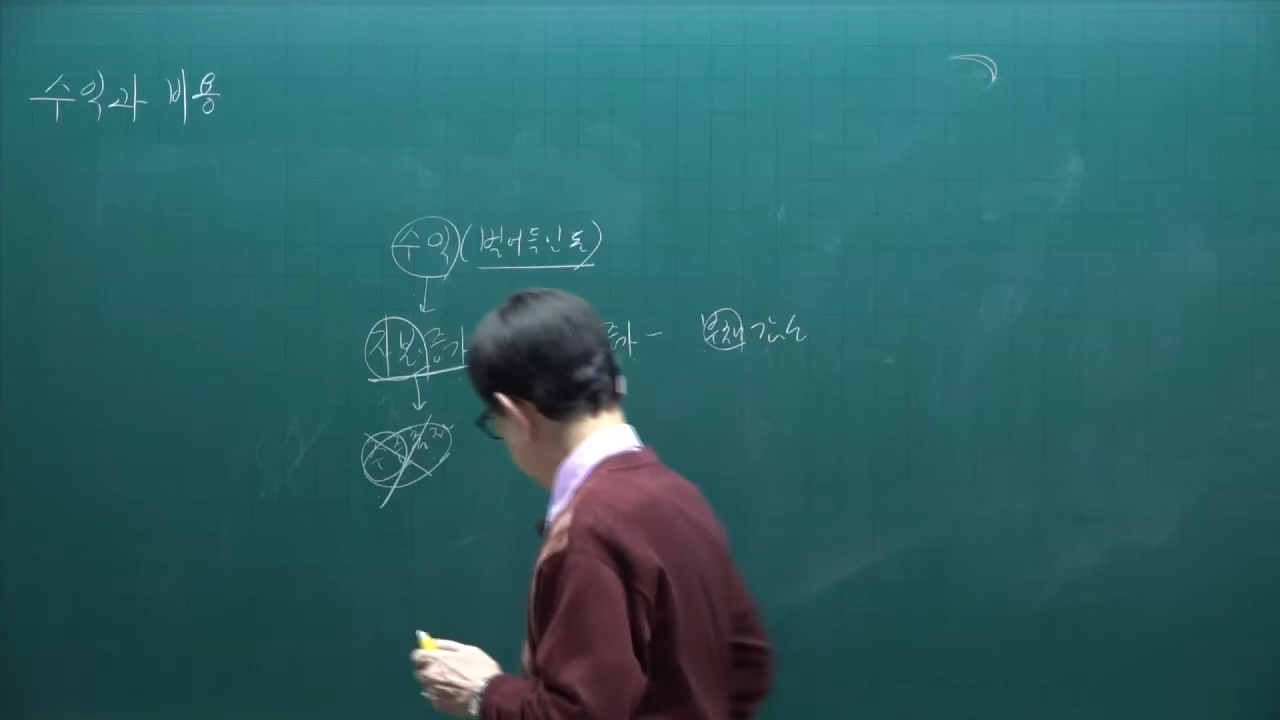 수익과 비용
수익 (벌어들인 돈)
자본 증가 증가 - 부채 감소